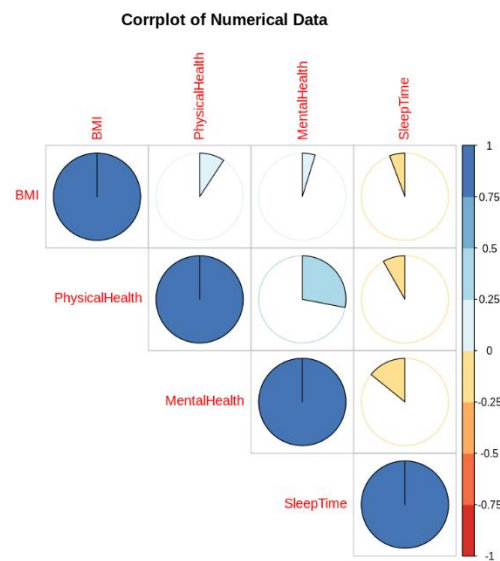 Corrplot of Numerical Data
BMI
PhysicalHealth
MentalHealth
SleepTime
BMI
PhysicalHealth
MentalHealth
SleepTime
1
0.75
0.5
0.25
0
-0.25
-0.5
-0.75
-1